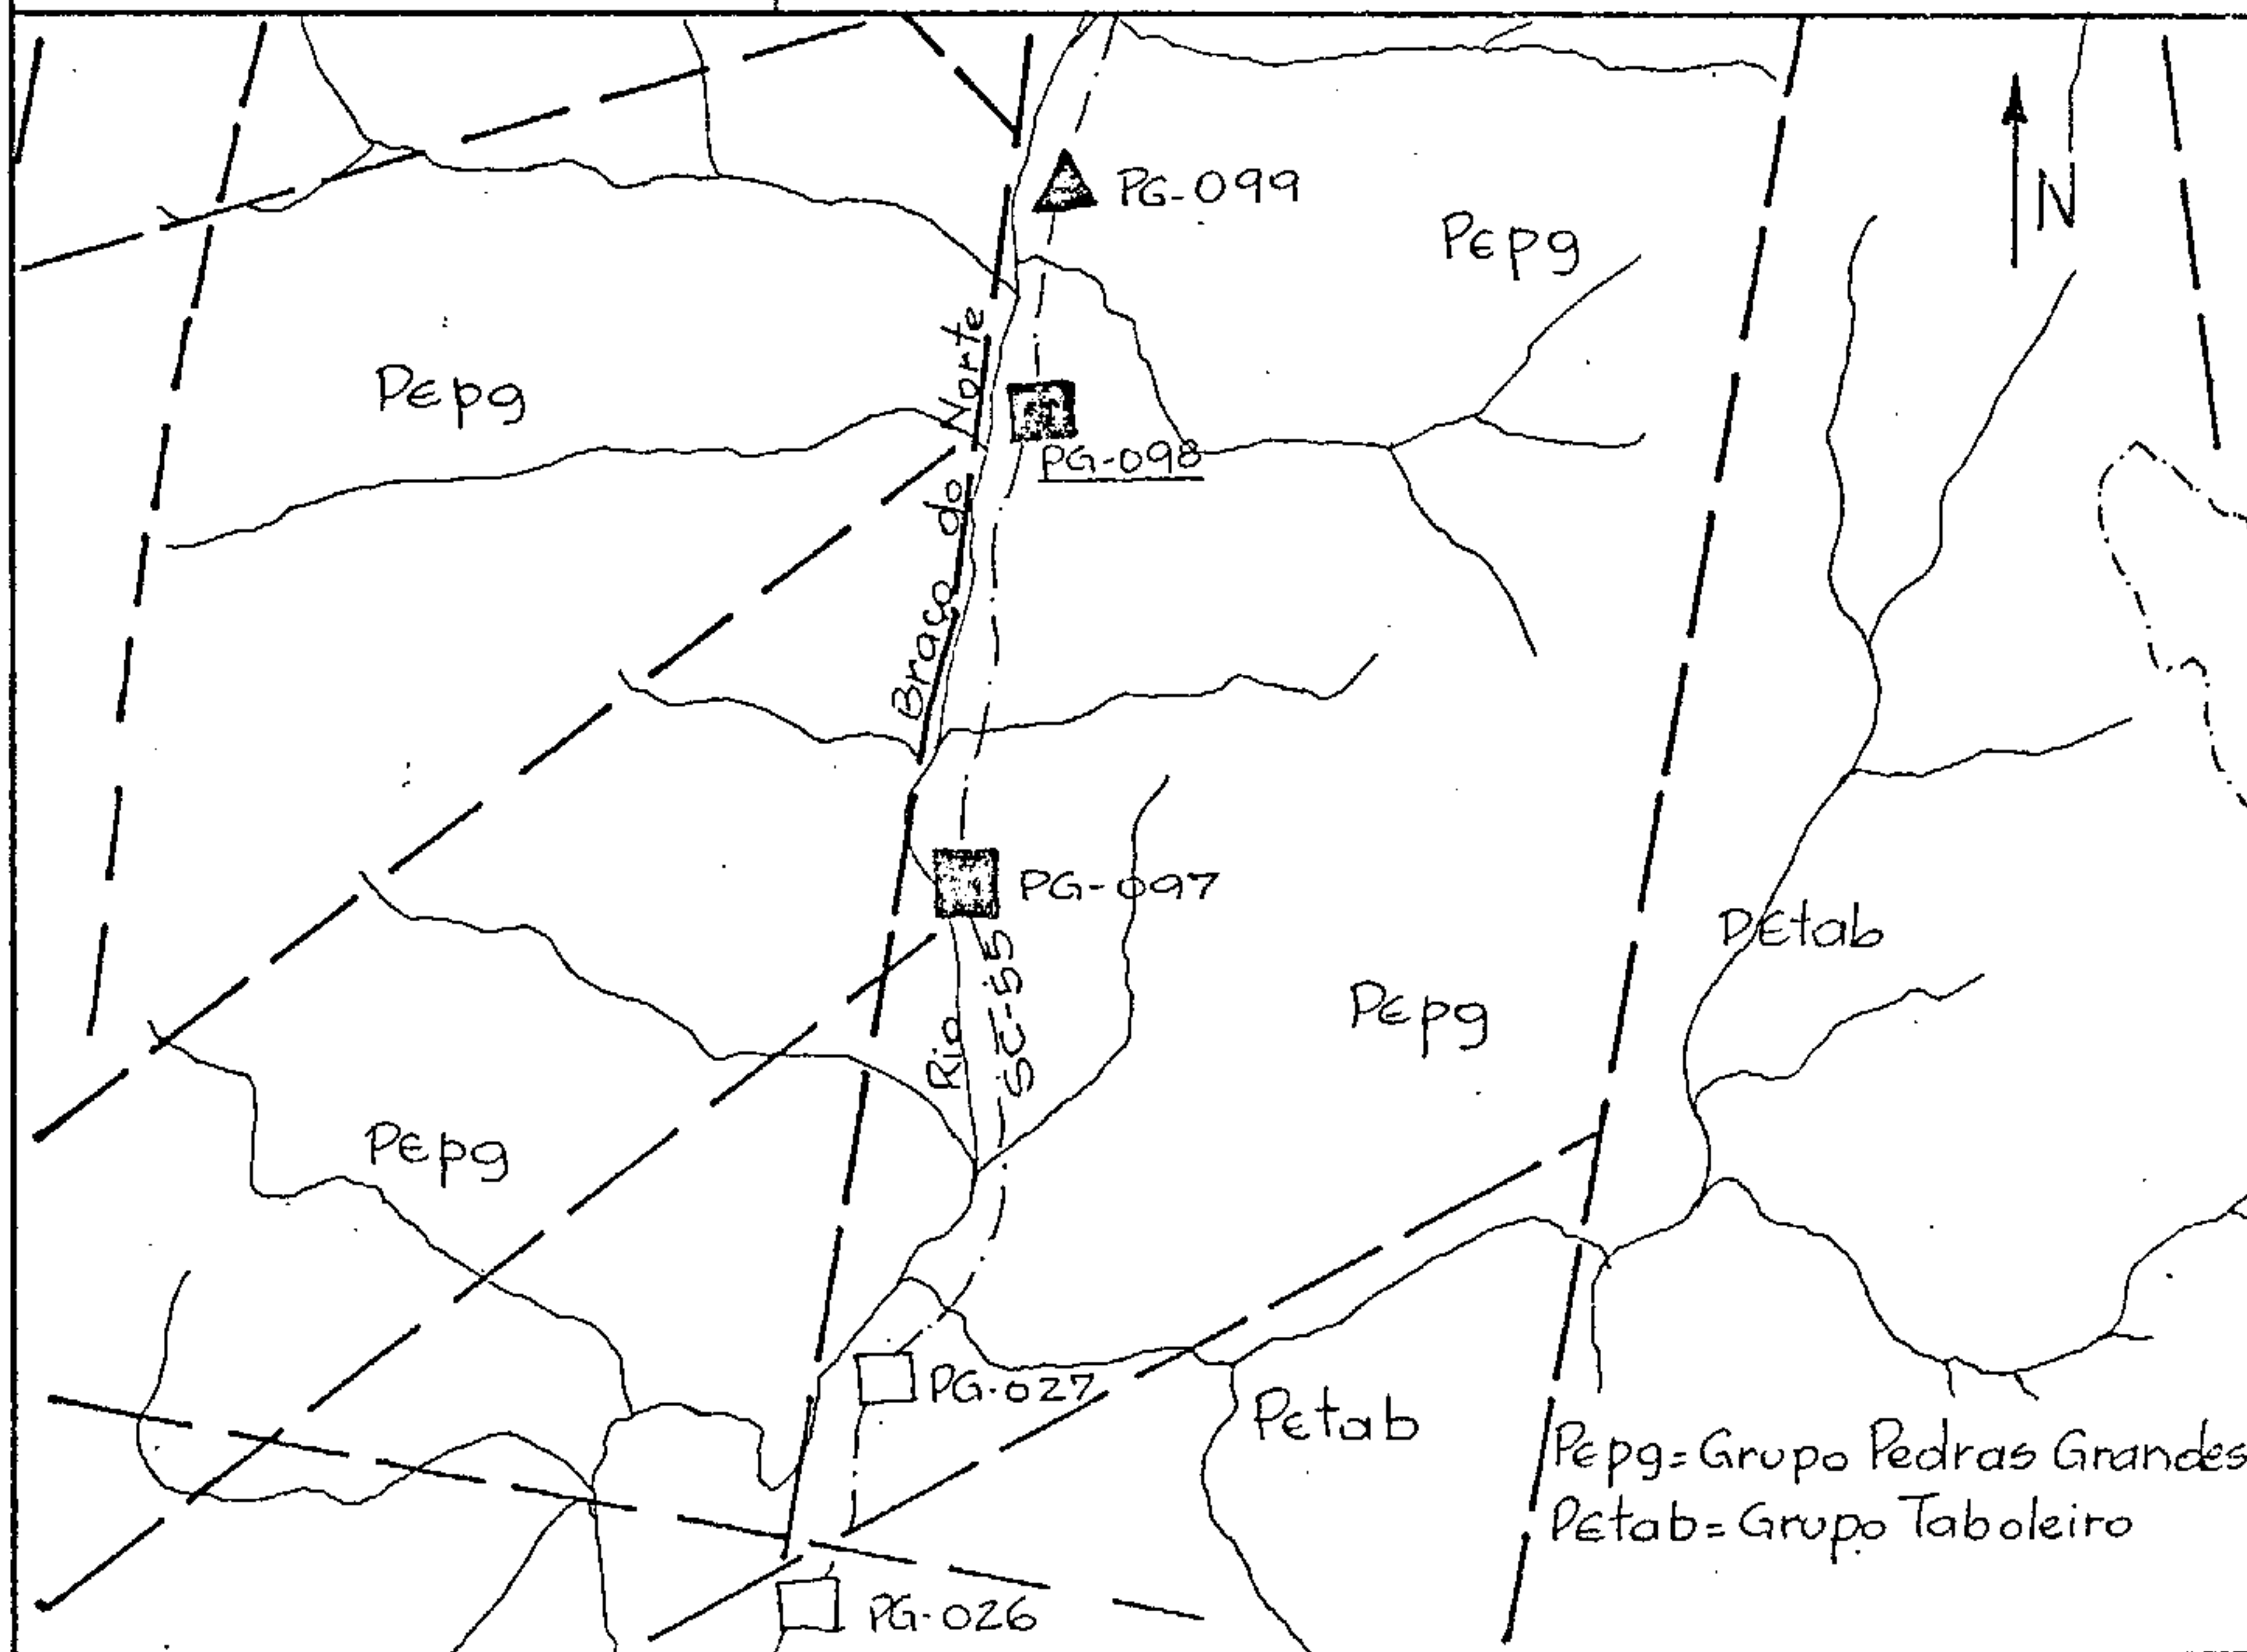 PG-099
N
PЄpg
PЄpg
Rio Braço do Norte
PG-098
PG-097
PЄtab
SC-55
PЄpg
PЄpg
PG-027
PЄtab
PЄpg=Grupo Pedras Grandes
PЄtab=Grupo Taboleiro
PG-026